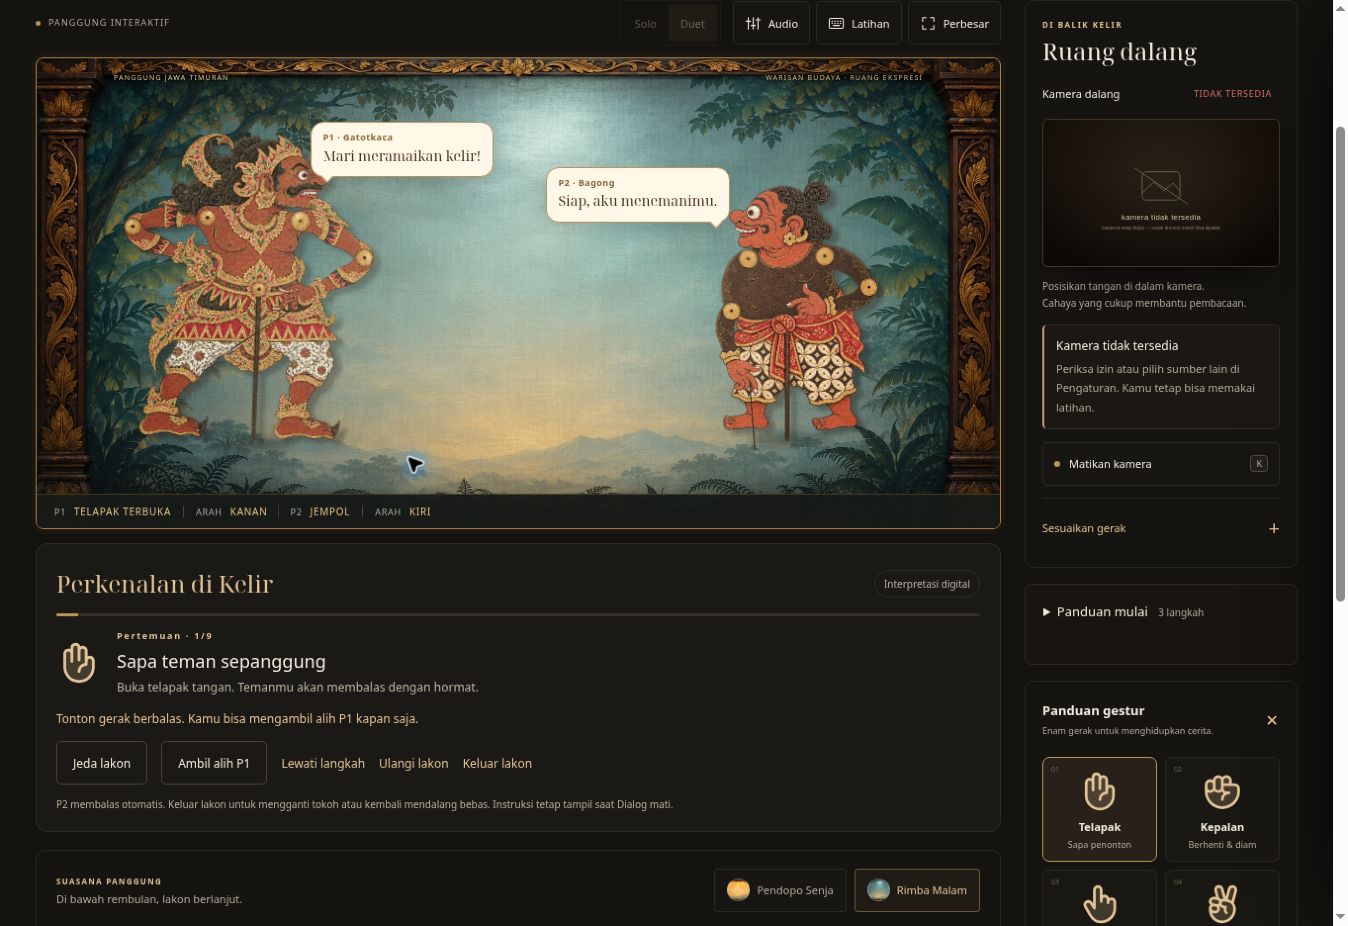 PANGGUNG INTERAKTIF
Solo
Duet
Audio
Latihan
Perbesar
PANGGUNG JAWA TIMURAN
WARISAN BUDAYA · RUANG EKSPRESI
P1 · Gatotkaca
Mari meramaikan kelir!
P2 · Bagong
Siap, aku menemanimu.
P1 TELAPAK TERBUKA
ARAH KANAN
P2 JEMPOL
ARAH KIRI
Perkenalan di Kelir
Interpretasi digital
Pertemuan · 1/9
Sapa teman sepanggung
Buka telapak tangan. Temanmu akan membalas dengan hormat.
Tonton gerak berbalas. Kamu bisa mengambil alih P1 kapan saja.
Jeda lakon
Ambil alih P1
Lewati langkah
Ulangi lakon
Keluar lakon
P2 membalas otomatis. Keluar lakon untuk mengganti tokoh atau kembali mendalang bebas. Instruksi tetap tampil saat Dialog mati.
SUASANA PANGGUNG
Di bawah rembulan, lakon berlanjut.
Pendopo Senja
Rimba Malam
DI BALIK KELIR
Ruang dalang
Kamera dalang
TIDAK TERSEDIA
kamera tidak tersedia
Posisikan tangan di dalam kamera.
Cahaya yang cukup membantu pembacaan.
Kamera tidak tersedia
Periksa izin atau pilih sumber lain di
Pengaturan. Kamu tetap bisa memakai
latihan.
Matikan kamera
K
Sesuaikan gerak
+
Panduan mulai
3 langkah
Panduan gestur
Enam gerak untuk menghidupkan cerita.
01
Telapak
Sapa penonton
02
Kepalan
Berhenti & diam
03
04